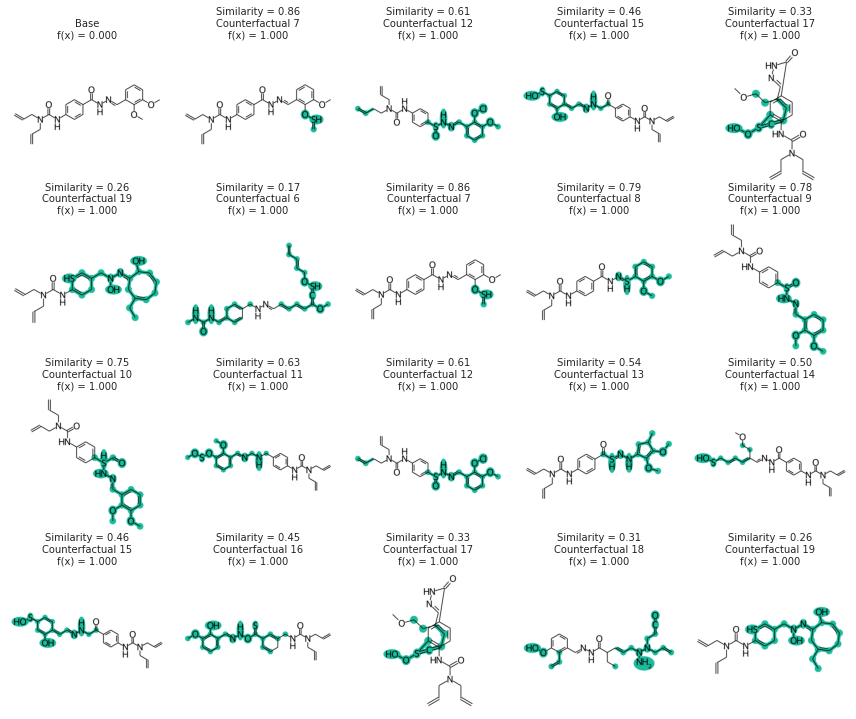 Base
f(x) = 0.000
Similarity = 0.86
Counterfactual 7
f(x) = 1.000
Similarity = 0.61
Counterfactual 12
f(x) = 1.000
Similarity = 0.46
Counterfactual 15
f(x) = 1.000
Similarity = 0.33
Counterfactual 17
f(x) = 1.000
Similarity = 0.26
Counterfactual 19
f(x) = 1.000
Similarity = 0.17
Counterfactual 6
f(x) = 1.000
Similarity = 0.86
Counterfactual 7
f(x) = 1.000
Similarity = 0.79
Counterfactual 8
f(x) = 1.000
Similarity = 0.78
Counterfactual 9
f(x) = 1.000
Similarity = 0.75
Counterfactual 10
f(x) = 1.000
Similarity = 0.63
Counterfactual 11
f(x) = 1.000
Similarity = 0.61
Counterfactual 12
f(x) = 1.000
Similarity = 0.54
Counterfactual 13
f(x) = 1.000
Similarity = 0.50
Counterfactual 14
f(x) = 1.000
Similarity = 0.46
Counterfactual 15
f(x) = 1.000
Similarity = 0.45
Counterfactual 16
f(x) = 1.000
Similarity = 0.33
Counterfactual 17
f(x) = 1.000
Similarity = 0.31
Counterfactual 18
f(x) = 1.000
Similarity = 0.26
Counterfactual 19
f(x) = 1.000